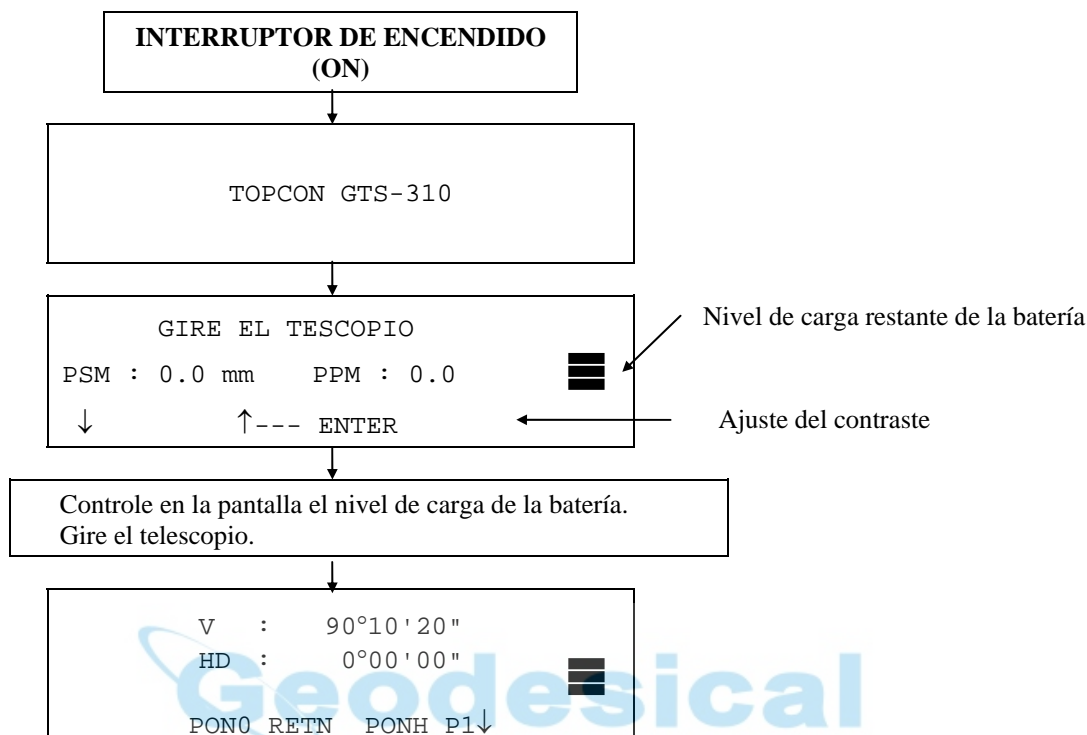 INTERRUPTOR DE ENCENDIDO
(ON)
TOPCON GTS-310
GIRE EL TESCOPIO
PSM : 0.0 mm PPM : 0.0
↓ ↑--- ENTER
Nivel de carga restante de la batería
Ajuste del contraste
Controle en la pantalla el nivel de carga de la batería.
Gire el telescopio.
V : 90°10'20"
HD : 0°00'00"
Geodesical
PON0 RETN PONH P1↓